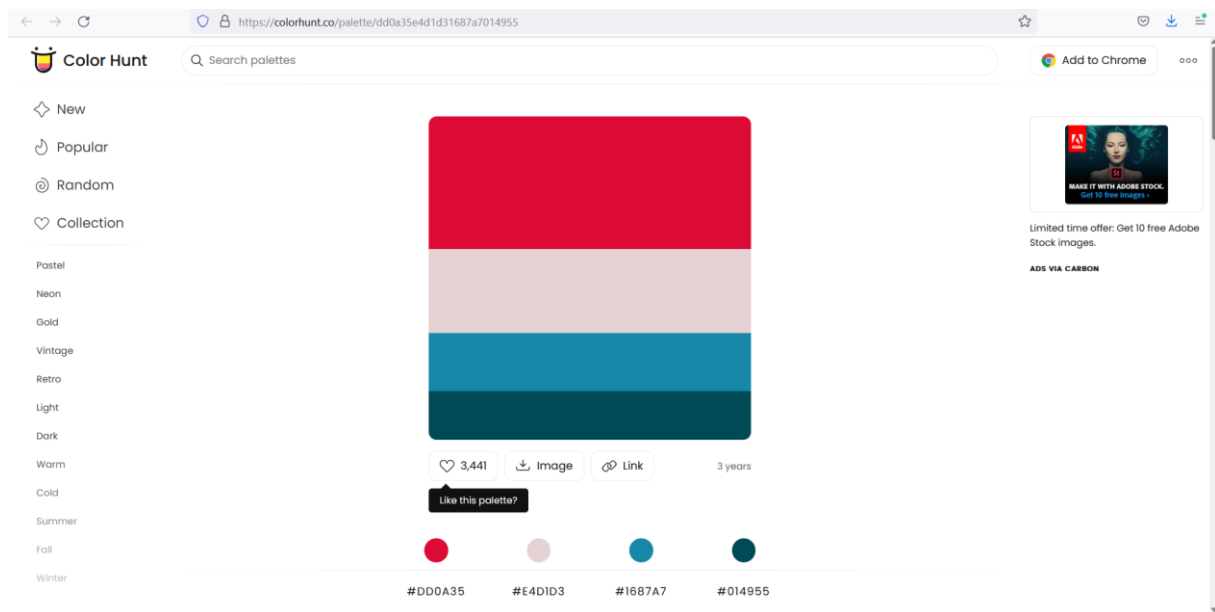 https://colorhunt.co/palette/dd0a35e4d1d31687a7014955
Color Hunt
Search palettes
Add to Chrome
New
Popular
Random
Collection
Pastel
Neon
Gold
Vintage
Retro
Light
Dark
Warm
Cold
Summer
Fall
Winter
3,441
Image
Link
3 years
Like this palette?
#DD0A35
#E4D1D3
#1687A7
#014955
Adobe
St
MAKE IT WITH ADOBE STOCK.
Get 10 free images ›
Limited time offer: Get 10 free Adobe
Stock images.
ADS VIA CARBON